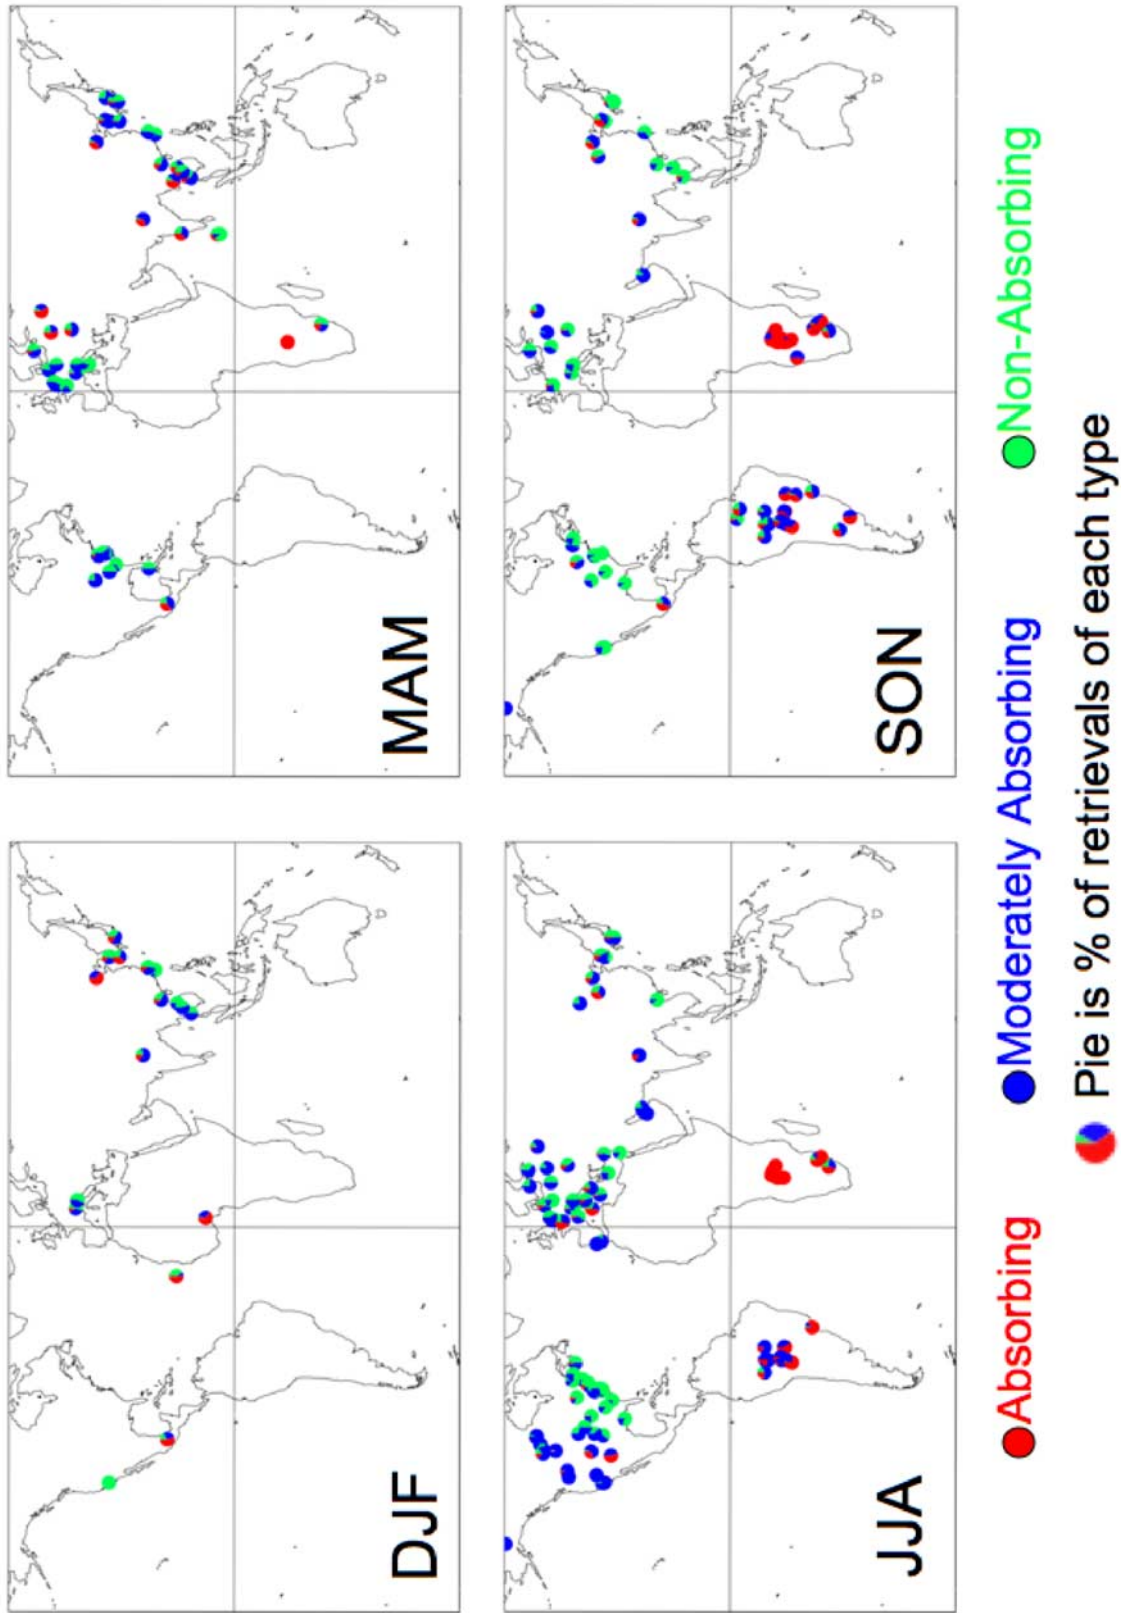 DJF
MAM
JJA
SON
Absorbing
Moderately Absorbing
Non-Absorbing
Pie is % of retrievals of each type